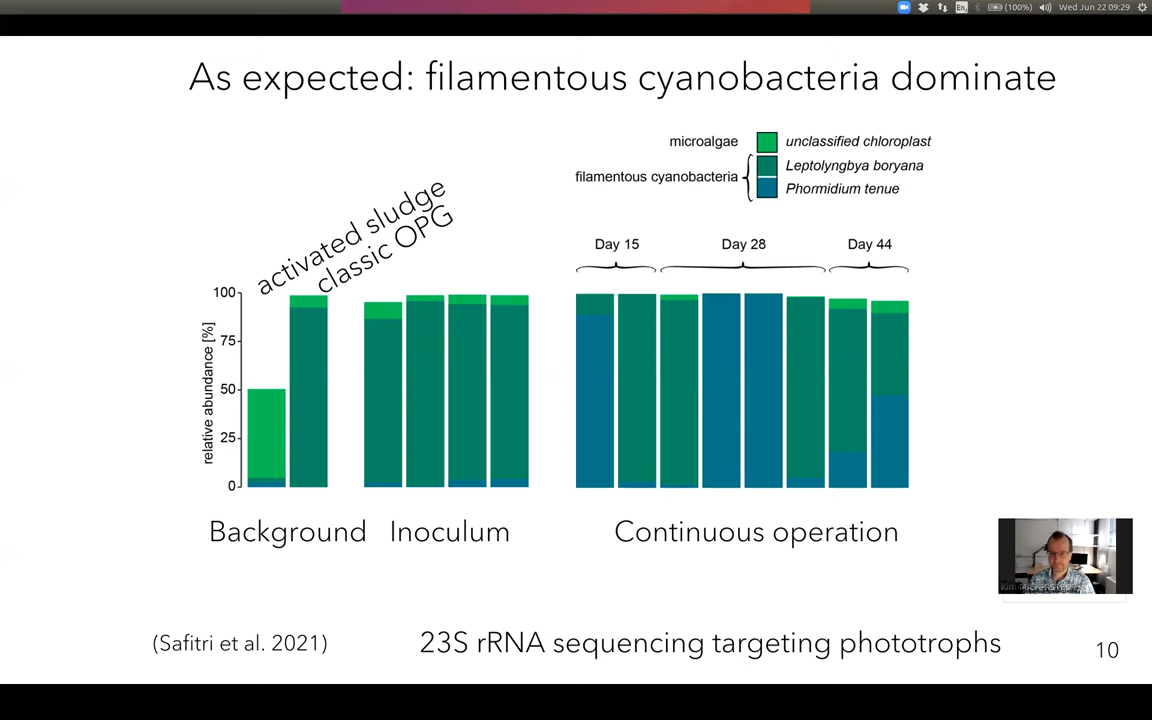 En
(100%)
Wed Jun 22 09:29
As expected: filamentous cyanobacteria dominate
microalgae
unclassified chloroplast
filamentous cyanobacteria
Leptolyngbya boryana
Phormidium tenue
activated sludge
classic OPG
Day 15
Day 28
Day 44
relative abundance [%]
100
75
50
25
0
Background
Inoculum
Continuous operation
(Safitri et al. 2021)
23S rRNA sequencing targeting phototrophs
10